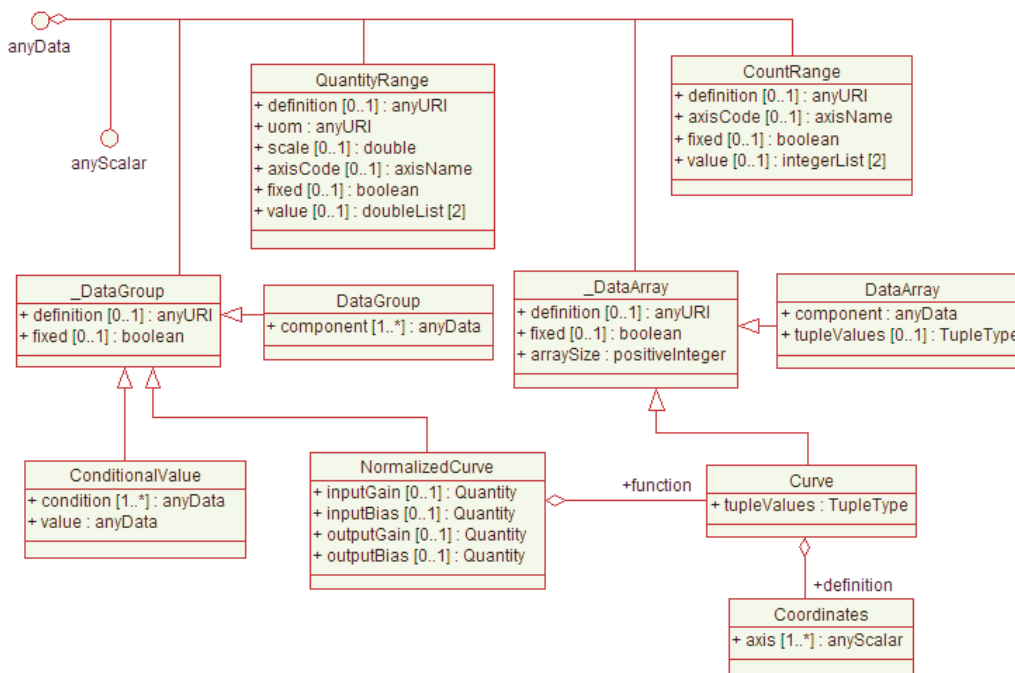 anyData
anyScalar
QuantityRange
+ definition [0..1] : anyURI
+ uom : anyURI
+ scale [0..1] : double
+ axisCode [0..1] : axisName
+ fixed [0..1] : boolean
+ value [0..1] : doubleList [2]
CountRange
+ definition [0..1] : anyURI
+ axisCode [0..1] : axisName
+ fixed [0..1] : boolean
+ value [0..1] : integerList [2]
_DataGroup
+ definition [0..1] : anyURI
+ fixed [0..1] : boolean
DataGroup
+ component [1..*] : anyData
_DataArray
+ definition [0..1] : anyURI
+ fixed [0..1] : boolean
+ arraySize : positiveInteger
DataArray
+ component : anyData
+ tupleValues [0..1] : TupleType
ConditionalValue
+ condition [1..*] : anyData
+ value : anyData
NormalizedCurve
+ inputGain [0..1] : Quantity
+ inputBias [0..1] : Quantity
+ outputGain [0..1] : Quantity
+ outputBias [0..1] : Quantity
+function
Curve
+ tupleValues : TupleType
+definition
Coordinates
+ axis [1..*] : anyScalar